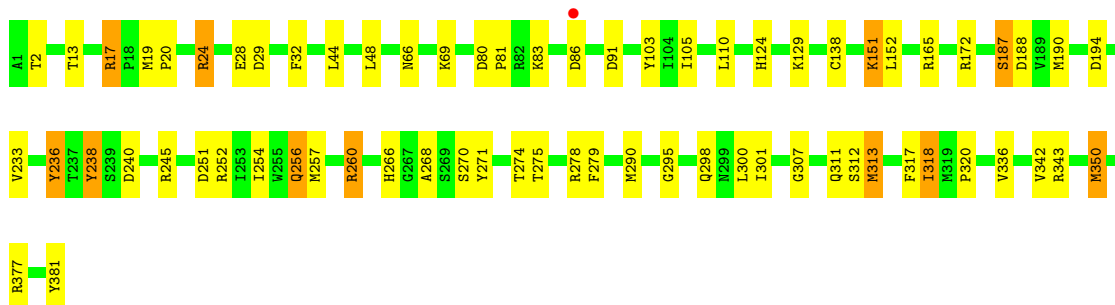 A1 T2 T13 R17 P18 M19 P20 R24 E28 D29 F32 L44 L48 N66 K69 D80 P81 R82 K83 D86 D91 Y103 I104 I105 L110 H124 K129 C138 K151 L152 R165 R172 S187 D188 V189 M190 D194
V233 Y236 T237 Y238 S239 D240 R245 D251 R252 I253 I254 W255 Q256 M257 R260 H266 G267 A268 S269 S270 Y271 T274 T275 R278 F279 M290 G295 Q298 N299 L300 I301 G307 Q311 S312 M313 F317 I318 M319 P320 V336 V342 R343 M350
R377 Y381